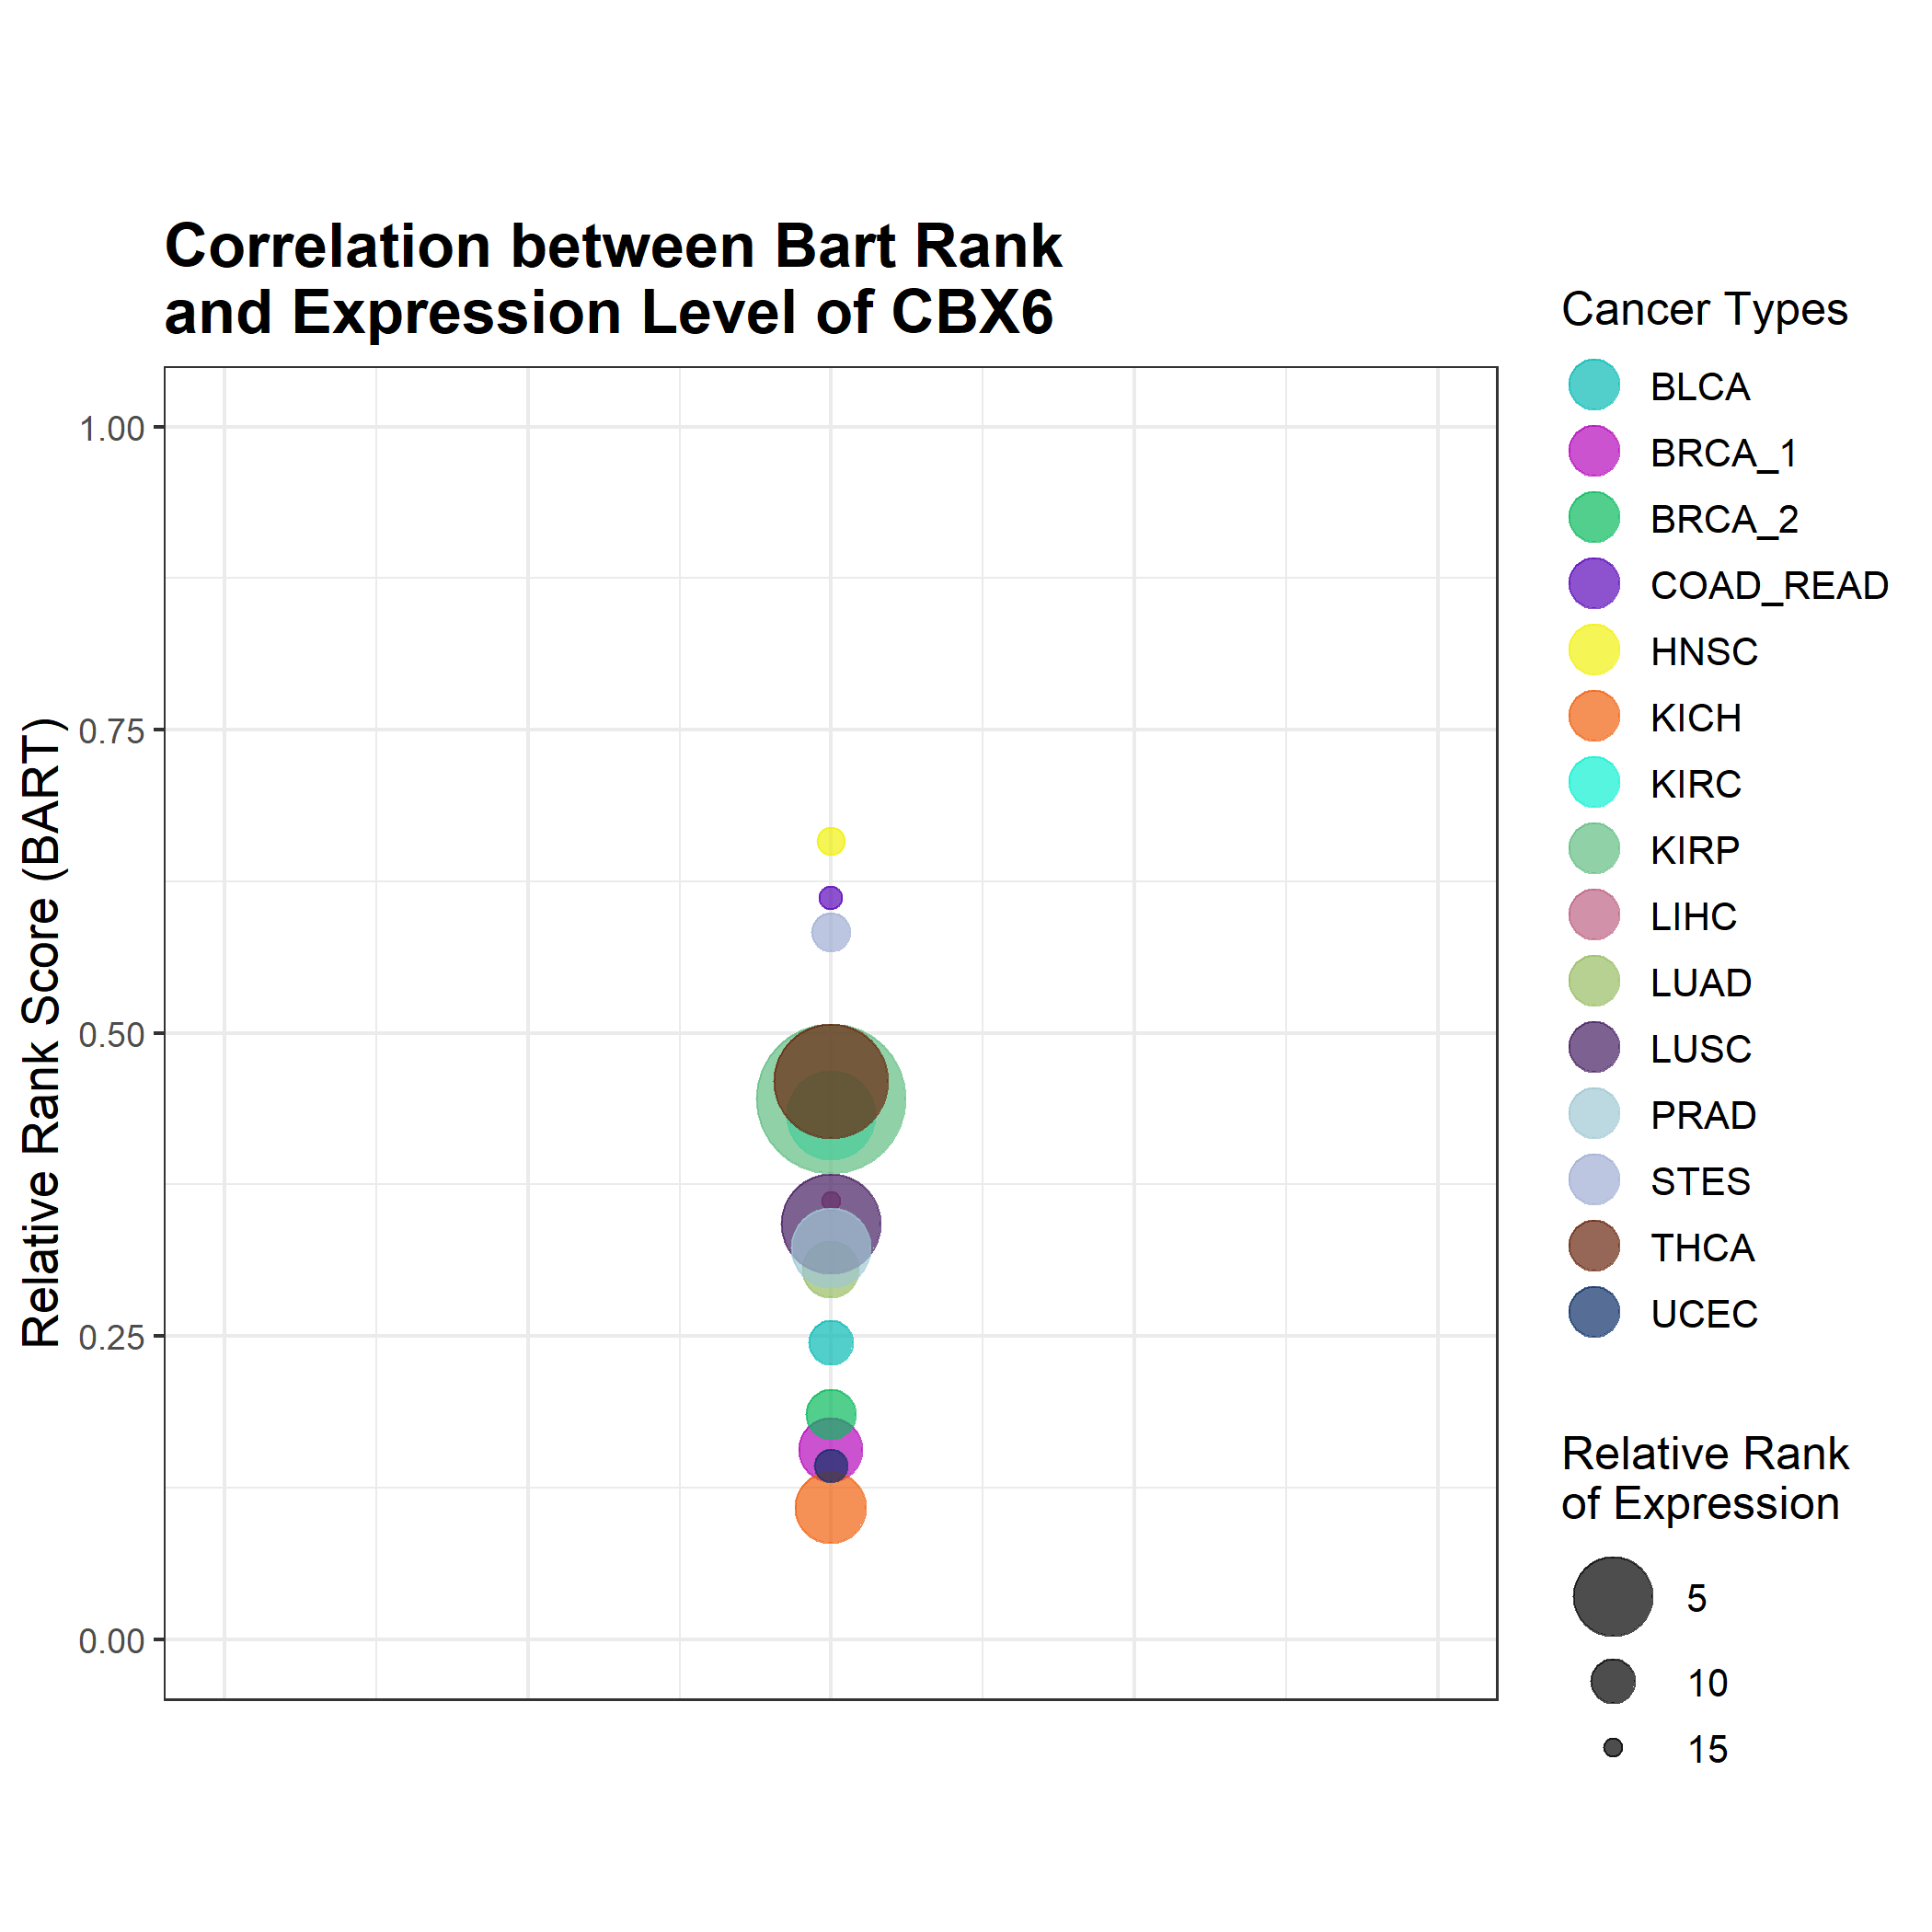 Correlation between Bart Rank
and Expression Level of CBX6
Relative Rank Score (BART)
1.00
0.75
0.50
0.25
0.00
Cancer Types
BLCA
BRCA_1
BRCA_2
COAD_READ
HNSC
KICH
KIRC
KIRP
LIHC
LUAD
LUSC
PRAD
STES
THCA
UCEC
Relative Rank
of Expression
5
10
15